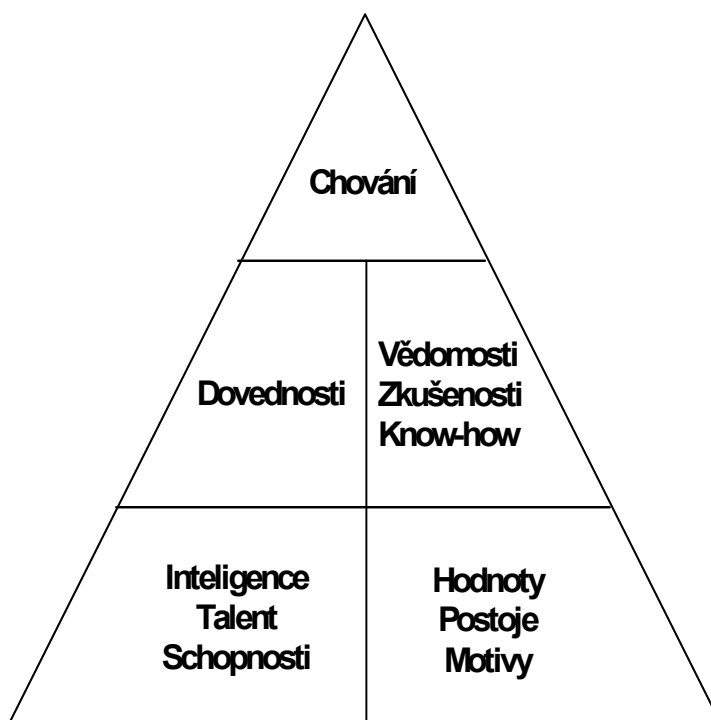 Chování
Dovednosti
Vědomosti
Zkušenosti
Know-how
Inteligence
Talent
Schopnosti
Hodnoty
Postoje
Motivy